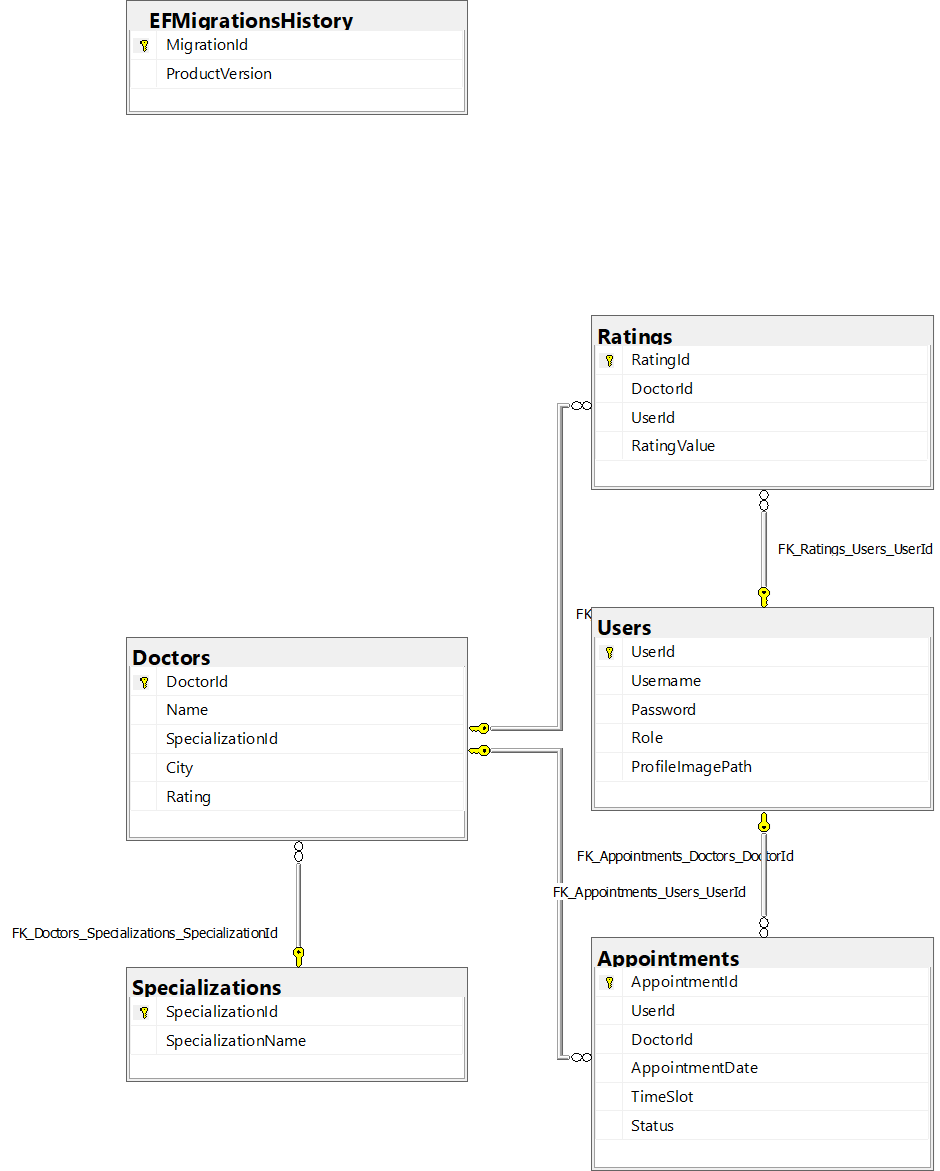 EFMigrationsHistory
MigrationId
ProductVersion
Ratings
RatingId
DoctorId
UserId
RatingValue
FK_Ratings_Users_UserId
FK
Users
UserId
Username
Password
Role
ProfileImagePath
Doctors
DoctorId
Name
SpecializationId
City
Rating
FK_Appointments_Doctors_DoctorId
FK_Appointments_Users_UserId
FK_Doctors_Specializations_SpecializationId
Specializations
SpecializationId
SpecializationName
Appointments
AppointmentId
UserId
DoctorId
AppointmentDate
TimeSlot
Status